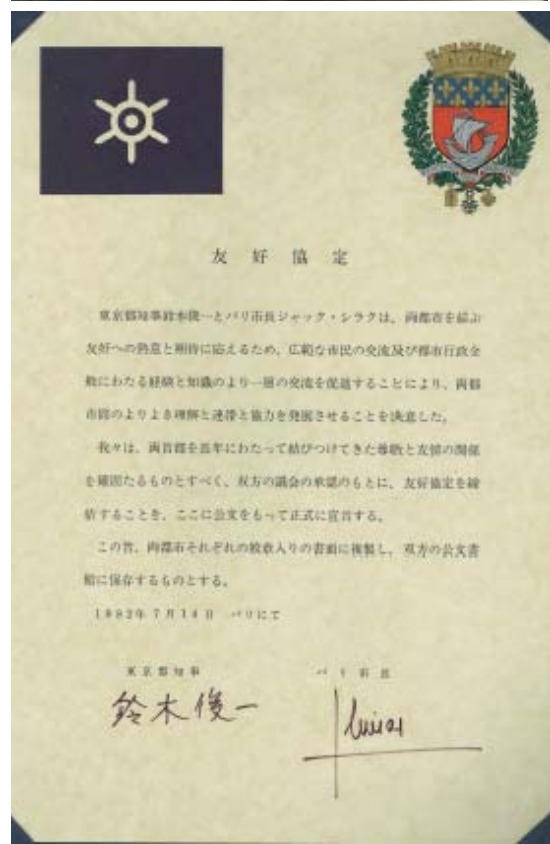 友好協定
東京都知事鈴木俊一とパリ市長ジャック・シラクは、両都市を結ぶ
友好への熱意と期待に応えるため、広範な市民の交流及び都市行政全
般にわたる経験と知識のより一層の交流を促進することにより、両都
市間のよりよき理解と連帯と協力を発展させることを決意した。
我々は、両首都を長年にわたって結びつけてきた尊敬と友情の関係
を確固たるものとすべく、双方の議会の承認のもとに、友好協定を締
結することを、ここに公文をもって正式に宣言する。
この旨、両都市それぞれの紋章入りの書面に複製し、双方の公文書
館に保存するものとする。
1982年7月14日 パリにて
東京都知事 パリ市長
鈴木俊一